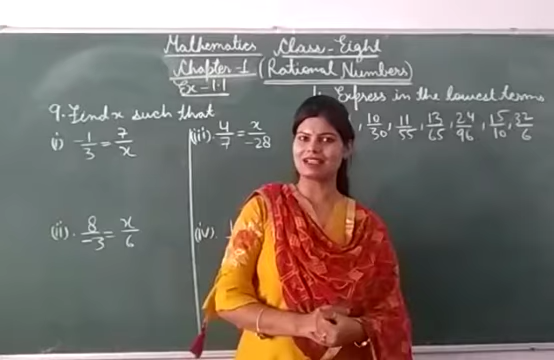 Mathematics Class-Eight
Chapter-1 (Rational Numbers)
Ex-1.1
1. Express in the lowest terms
, 10/30, 11/55, 13/65, 24/96, 15/10, 32/6
9. Find x such that
(i) -1/3 = 7/x
(iii). 4/7 = x/-28
(ii). 8/-3 = x/6
(iv).